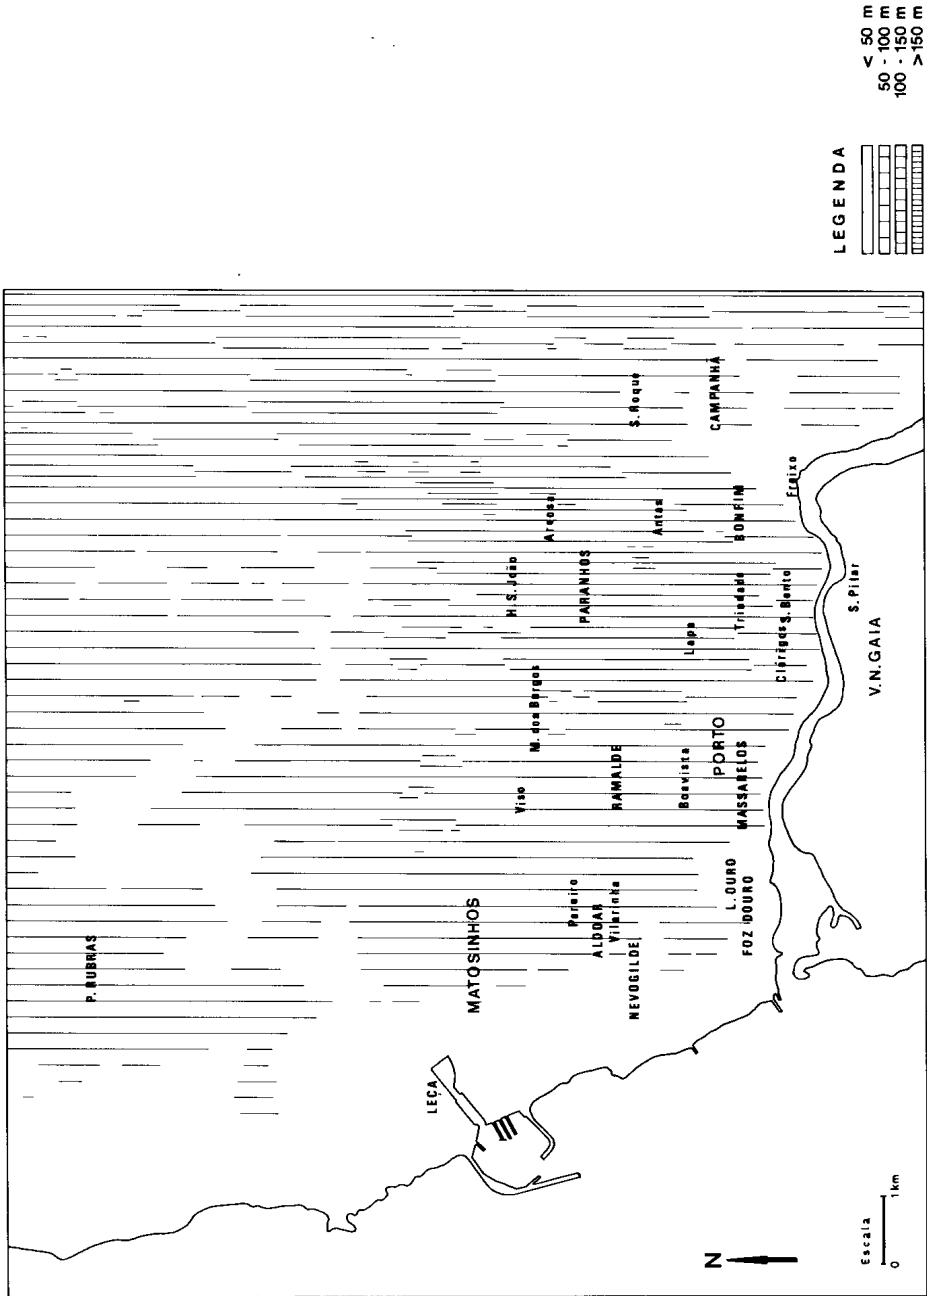 P. RUBRAS
LEÇA
MATOSINHOS
Viso
M. dos Burgos
H. S. João
Areosa
Pereiro
ALDOAR
Vilarinha
NEVOGILDE
RAMALDE
PARANHOS
S. Roque
Antas
Boavista
Lapa
PORTO
CAMPANHÃ
L. OURO
FOZ DOURO
MASSARELOS
Trindade
BONFIM
Clérigos
S. Bento
Freixo
S. Pilar
V.N. GAIA
N
Escala
0 1km
LEGENDA
< 50 m
50 - 100 m
100 - 150 m
>150 m